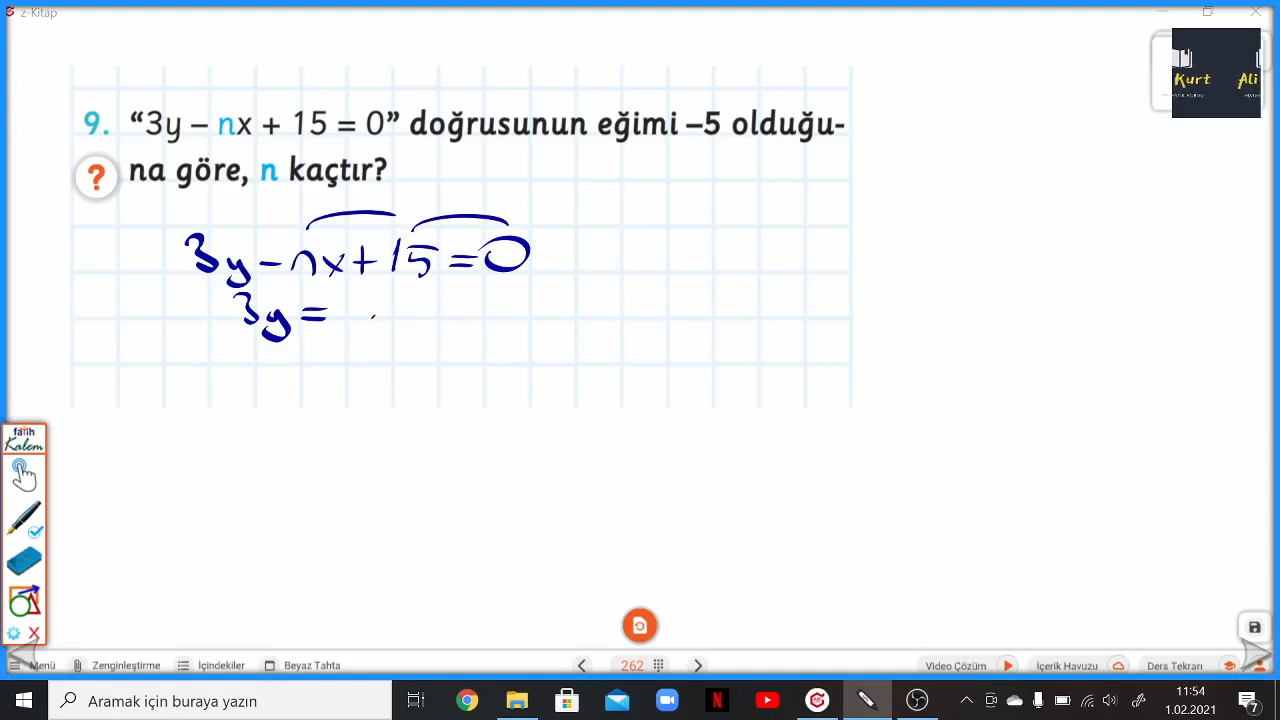 z-Kitap
Kurt Ali
9. “3y – nx + 15 = 0” doğrusunun eğimi –5 olduğu-
? na göre, n kaçtır?
3y - nx + 15 = 0
3y =
fatih
Kalem
Menü Zenginleştirme İçindekiler Beyaz Tahta 262 Video Çözüm İçerik Havuzu Ders Tekrarı
Aramak için buraya yazın
11:54
1.02.2021
7